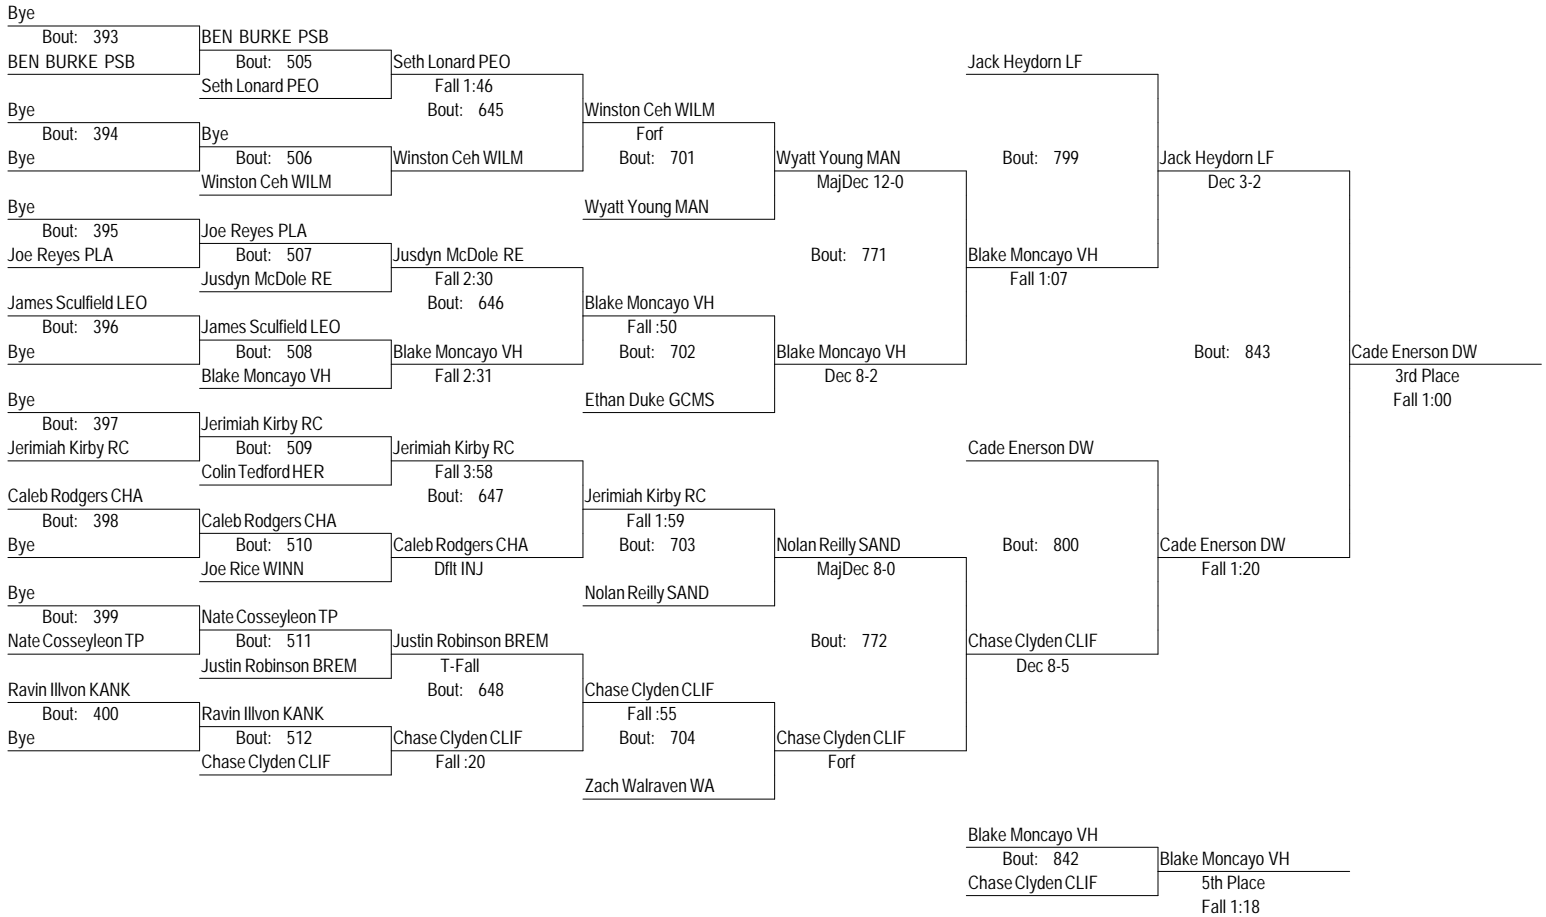 Bye
Bout: 393
BEN BURKE PSB
Bye
Bout: 394
Bye
Bye
Bout: 395
Joe Reyes PLA
James Sculfield LEO
Bout: 396
Bye
Bye
Bout: 397
Jerimiah Kirby RC
Caleb Rodgers CHA
Bout: 398
Bye
Bye
Bout: 399
Nate Cosseyleon TP
Ravin Illvon KANK
Bout: 400
Bye
BEN BURKE PSB
Bout: 505
Seth Lonard PEO
Bye
Bout: 506
Winston Ceh WILM
Joe Reyes PLA
Bout: 507
Jusdyn McDole RE
James Sculfield LEO
Bout: 508
Blake Moncayo VH
Jerimiah Kirby RC
Bout: 509
Colin Tedford HER
Caleb Rodgers CHA
Bout: 510
Joe Rice WINN
Nate Cosseyleon TP
Bout: 511
Justin Robinson BREM
Ravin Illvon KANK
Bout: 512
Chase Clyden CLIF
Seth Lonard PEO
Fall 1:46
Bout: 645
Winston Ceh WILM
Jusdyn McDole RE
Fall 2:30
Bout: 646
Blake Moncayo VH
Fall 2:31
Jerimiah Kirby RC
Fall 3:58
Bout: 647
Caleb Rodgers CHA
Dflt INJ
Justin Robinson BREM
T-Fall
Bout: 648
Chase Clyden CLIF
Fall :20
Winston Ceh WILM
Forf
Bout: 701
Wyatt Young MAN
Blake Moncayo VH
Fall :50
Bout: 702
Ethan Duke GCMS
Jerimiah Kirby RC
Fall 1:59
Bout: 703
Nolan Reilly SAND
Chase Clyden CLIF
Fall :55
Bout: 704
Zach Walraven WA
Wyatt Young MAN
MajDec 12-0
Bout: 771
Blake Moncayo VH
Dec 8-2
Nolan Reilly SAND
MajDec 8-0
Bout: 772
Chase Clyden CLIF
Forf
Jack Heydorn LF
Bout: 799
Blake Moncayo VH
Fall 1:07
Cade Enerson DW
Bout: 800
Chase Clyden CLIF
Dec 8-5
Jack Heydorn LF
Dec 3-2
Bout: 843
Cade Enerson DW
Fall 1:20
Cade Enerson DW
3rd Place
Fall 1:00
Blake Moncayo VH
Bout: 842
Chase Clyden CLIF
Blake Moncayo VH
5th Place
Fall 1:18